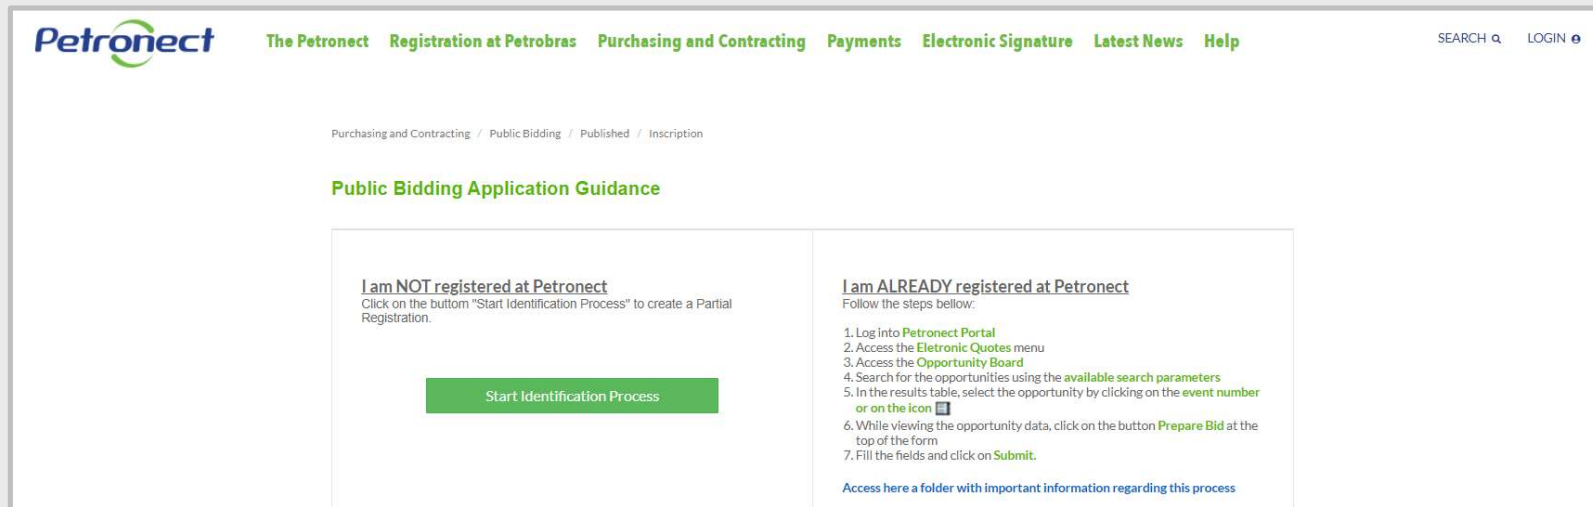 Petronect
The Petronect Registration at Petrobras Purchasing and Contracting Payments Electronic Signature Latest News Help
SEARCH LOGIN
Purchasing and Contracting / Public Bidding / Published / Inscription
Public Bidding Application Guidance
I am NOT registered at Petronect
Click on the buttom "Start Identification Process" to create a Partial
Registration.
Start Identification Process
I am ALREADY registered at Petronect
Follow the steps bellow:
1. Log into Petronect Portal
2. Access the Eletronic Quotes menu
3. Access the Opportunity Board
4. Search for the opportunities using the available search parameters
5. In the results table, select the opportunity by clicking on the event number
or on the icon
6. While viewing the opportunity data, click on the button Prepare Bid at the
top of the form
7. Fill the fields and click on Submit.
Access here a folder with important information regarding this process